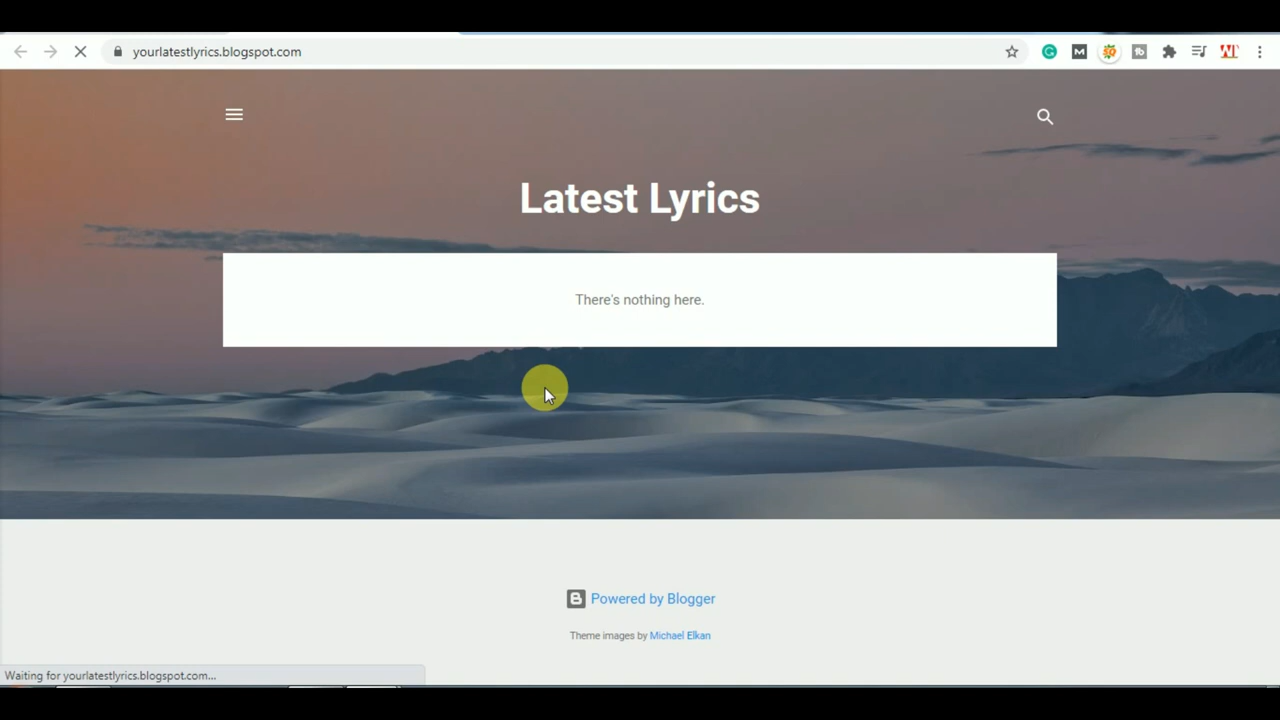 yourlatestlyrics.blogspot.com
Latest Lyrics
There's nothing here.
Powered by Blogger
Theme images by Michael Elkan
Waiting for yourlatestlyrics.blogspot.com...